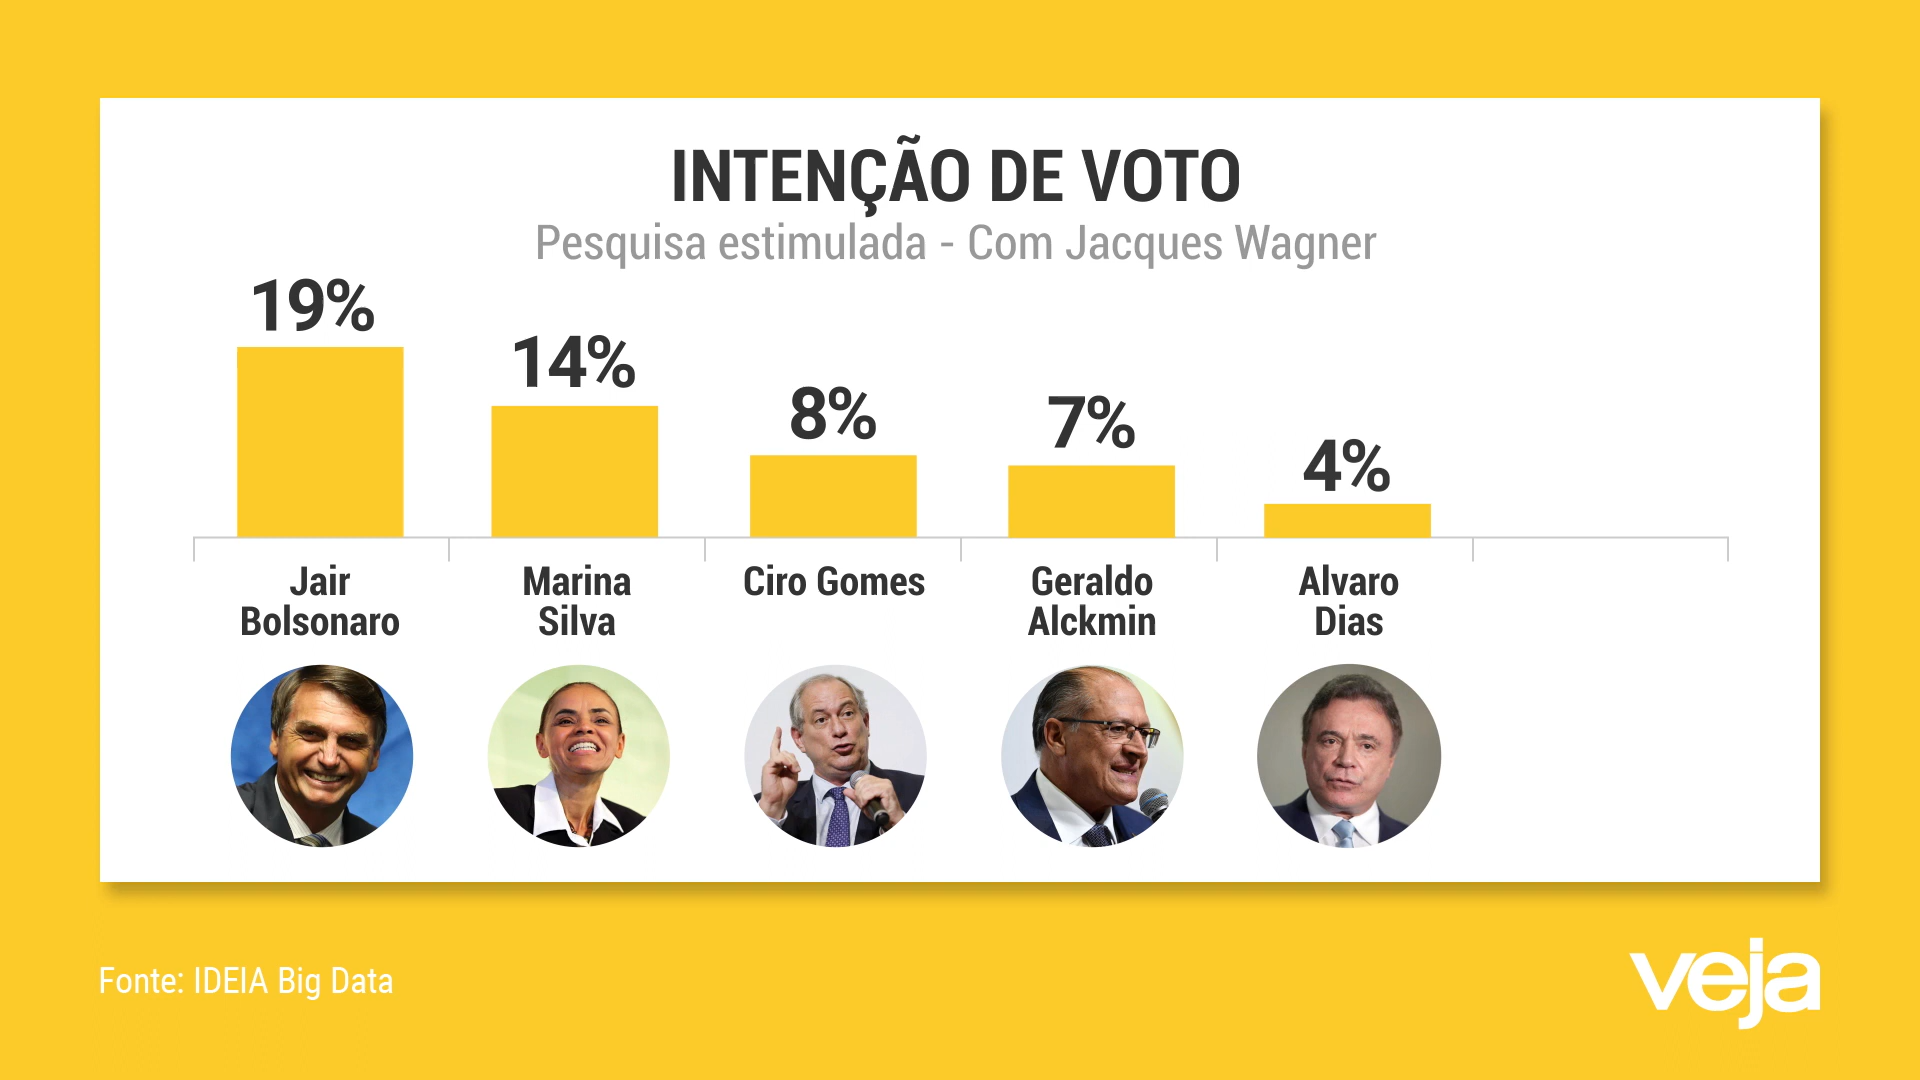 INTENÇÃO DE VOTO
Pesquisa estimulada - Com Jacques Wagner
19%
14%
8%
7%
4%
Jair
Bolsonaro
Marina
Silva
Ciro Gomes
Geraldo
Alckmin
Alvaro
Dias
Fonte: IDEIA Big Data
veja